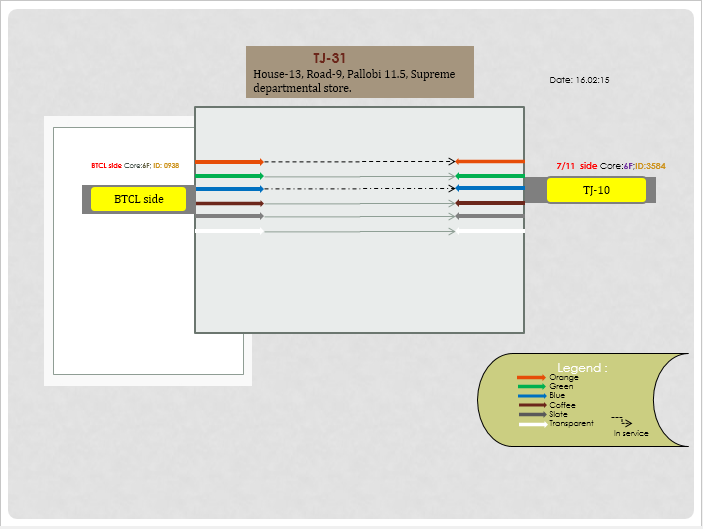 TJ-31
House-13, Road-9, Pallobi 11.5, Supreme
departmental store.
Date: 16.02:15
BTCL side Core:6F; ID: 0938
7/11 side Core:6F;ID:3584
BTCL side
TJ-10
Legend :
Orange
Green
Blue
Coffee
Slate
Transparent
In service